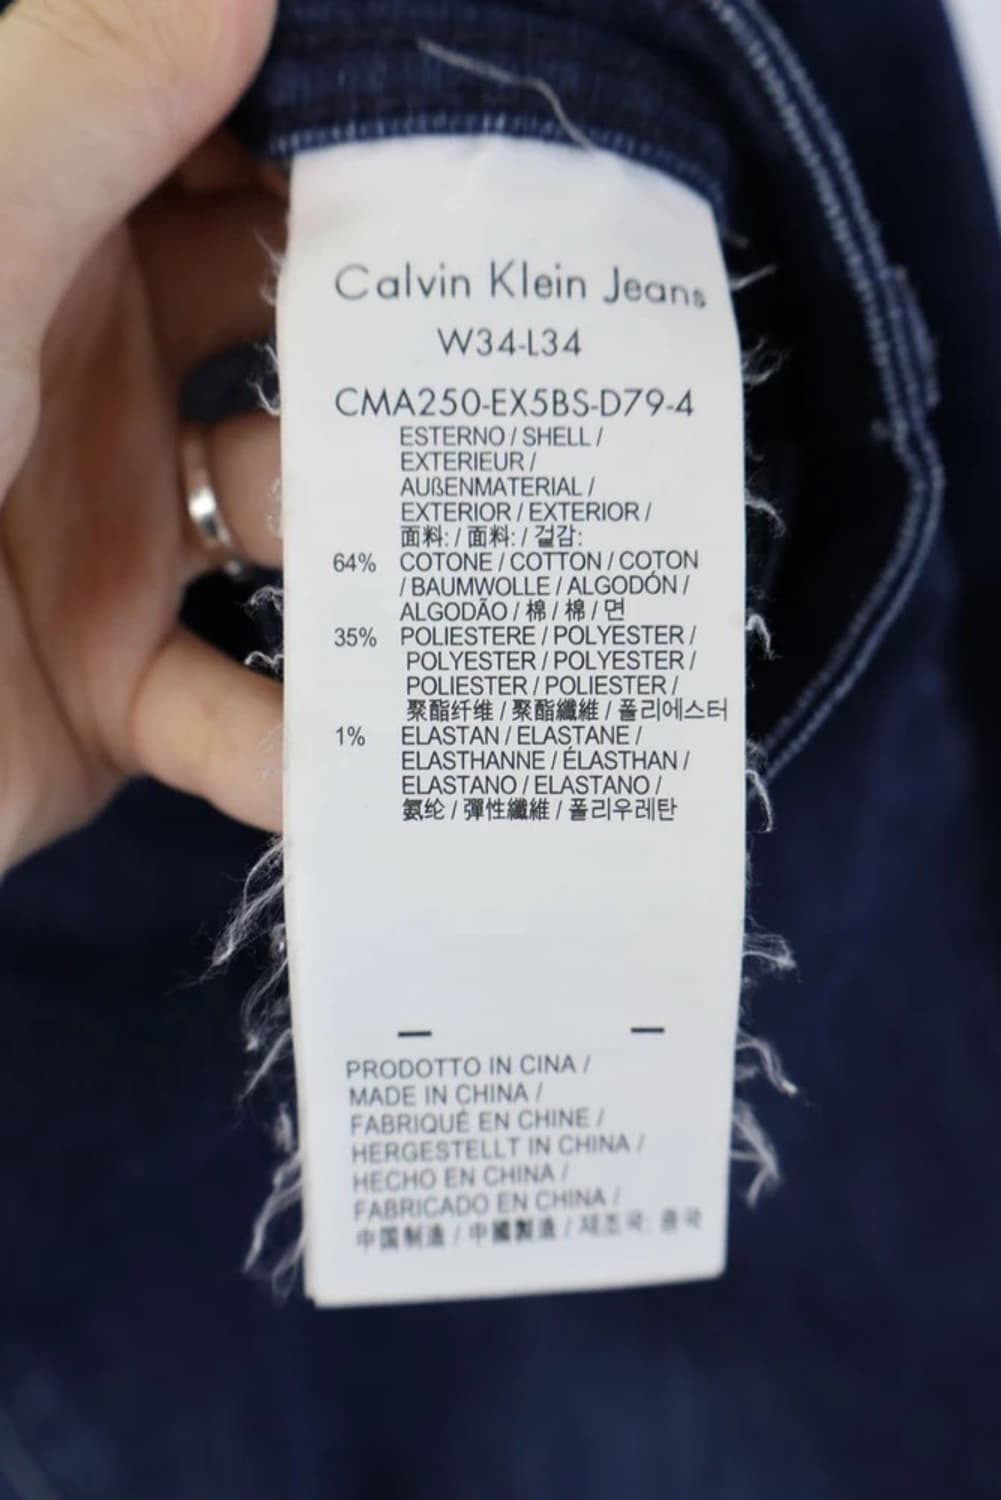 Calvin Klein Jeans
W34-L34
CMA250-EX5BS-D79-4
ESTERNO / SHELL /
EXTERIEUR /
AUßENMATERIAL /
EXTERIOR / EXTERIOR /
面料: / 面料: / 겉감:
64% COTONE / COTTON / COTON
/ BAUMWOLLE / ALGODÓN /
ALGODÃO / 棉 / 棉 / 면
35% POLIESTERE / POLYESTER /
POLYESTER / POLYESTER /
POLIESTER / POLIESTER /
聚酯纤维 / 聚酯纖維 / 폴리에스터
1% ELASTAN / ELASTANE /
ELASTHANNE / ÉLASTHAN /
ELASTANO / ELASTANO /
氨纶 / 彈性纖維 / 폴리우레탄
PRODOTTO IN CINA /
MADE IN CHINA /
FABRIQUÉ EN CHINE /
HERGESTELLT IN CHINA /
HECHO EN CHINA /
FABRICADO EN CHINA /
中国制造 / 中國製造 / 제조국: 중국